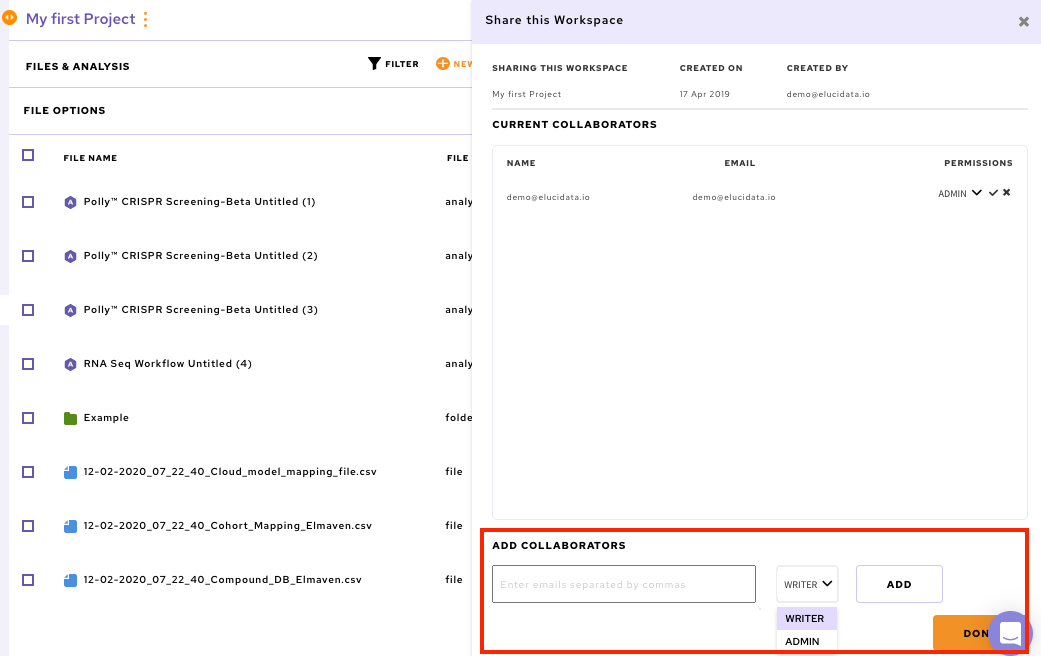 My first Project
FILES & ANALYSIS
FILTER
NEW
FILE OPTIONS
FILE NAME
FILE
A Polly™ CRISPR Screening-Beta Untitled (1)
analy
A Polly™ CRISPR Screening-Beta Untitled (2)
analy
A Polly™ CRISPR Screening-Beta Untitled (3)
analy
A RNA Seq Workflow Untitled (4)
analy
Example
folde
12-02-2020_07_22_40_Cloud_model_mapping_file.csv
file
12-02-2020_07_22_40_Cohort_Mapping_Elmaven.csv
file
12-02-2020_07_22_40_Compound_DB_Elmaven.csv
file
Share this Workspace
SHARING THIS WORKSPACE
CREATED ON
CREATED BY
My first Project
17 Apr 2019
demo@elucidata.io
CURRENT COLLABORATORS
NAME
EMAIL
PERMISSIONS
demo@elucidata.io
demo@elucidata.io
ADMIN
ADD COLLABORATORS
Enter emails separated by commas
WRITER
ADD
WRITER
ADMIN
DON